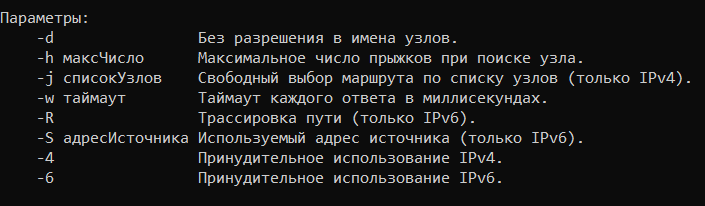 Параметры:
-d Без разрешения в имена узлов.
-h максЧисло Максимальное число прыжков при поиске узла.
-j списокУзлов Свободный выбор маршрута по списку узлов (только IPv4).
-w таймаут Таймаут каждого ответа в миллисекундах.
-R Трассировка пути (только IPv6).
-S адресИсточника Используемый адрес источника (только IPv6).
-4 Принудительное использование IPv4.
-6 Принудительное использование IPv6.